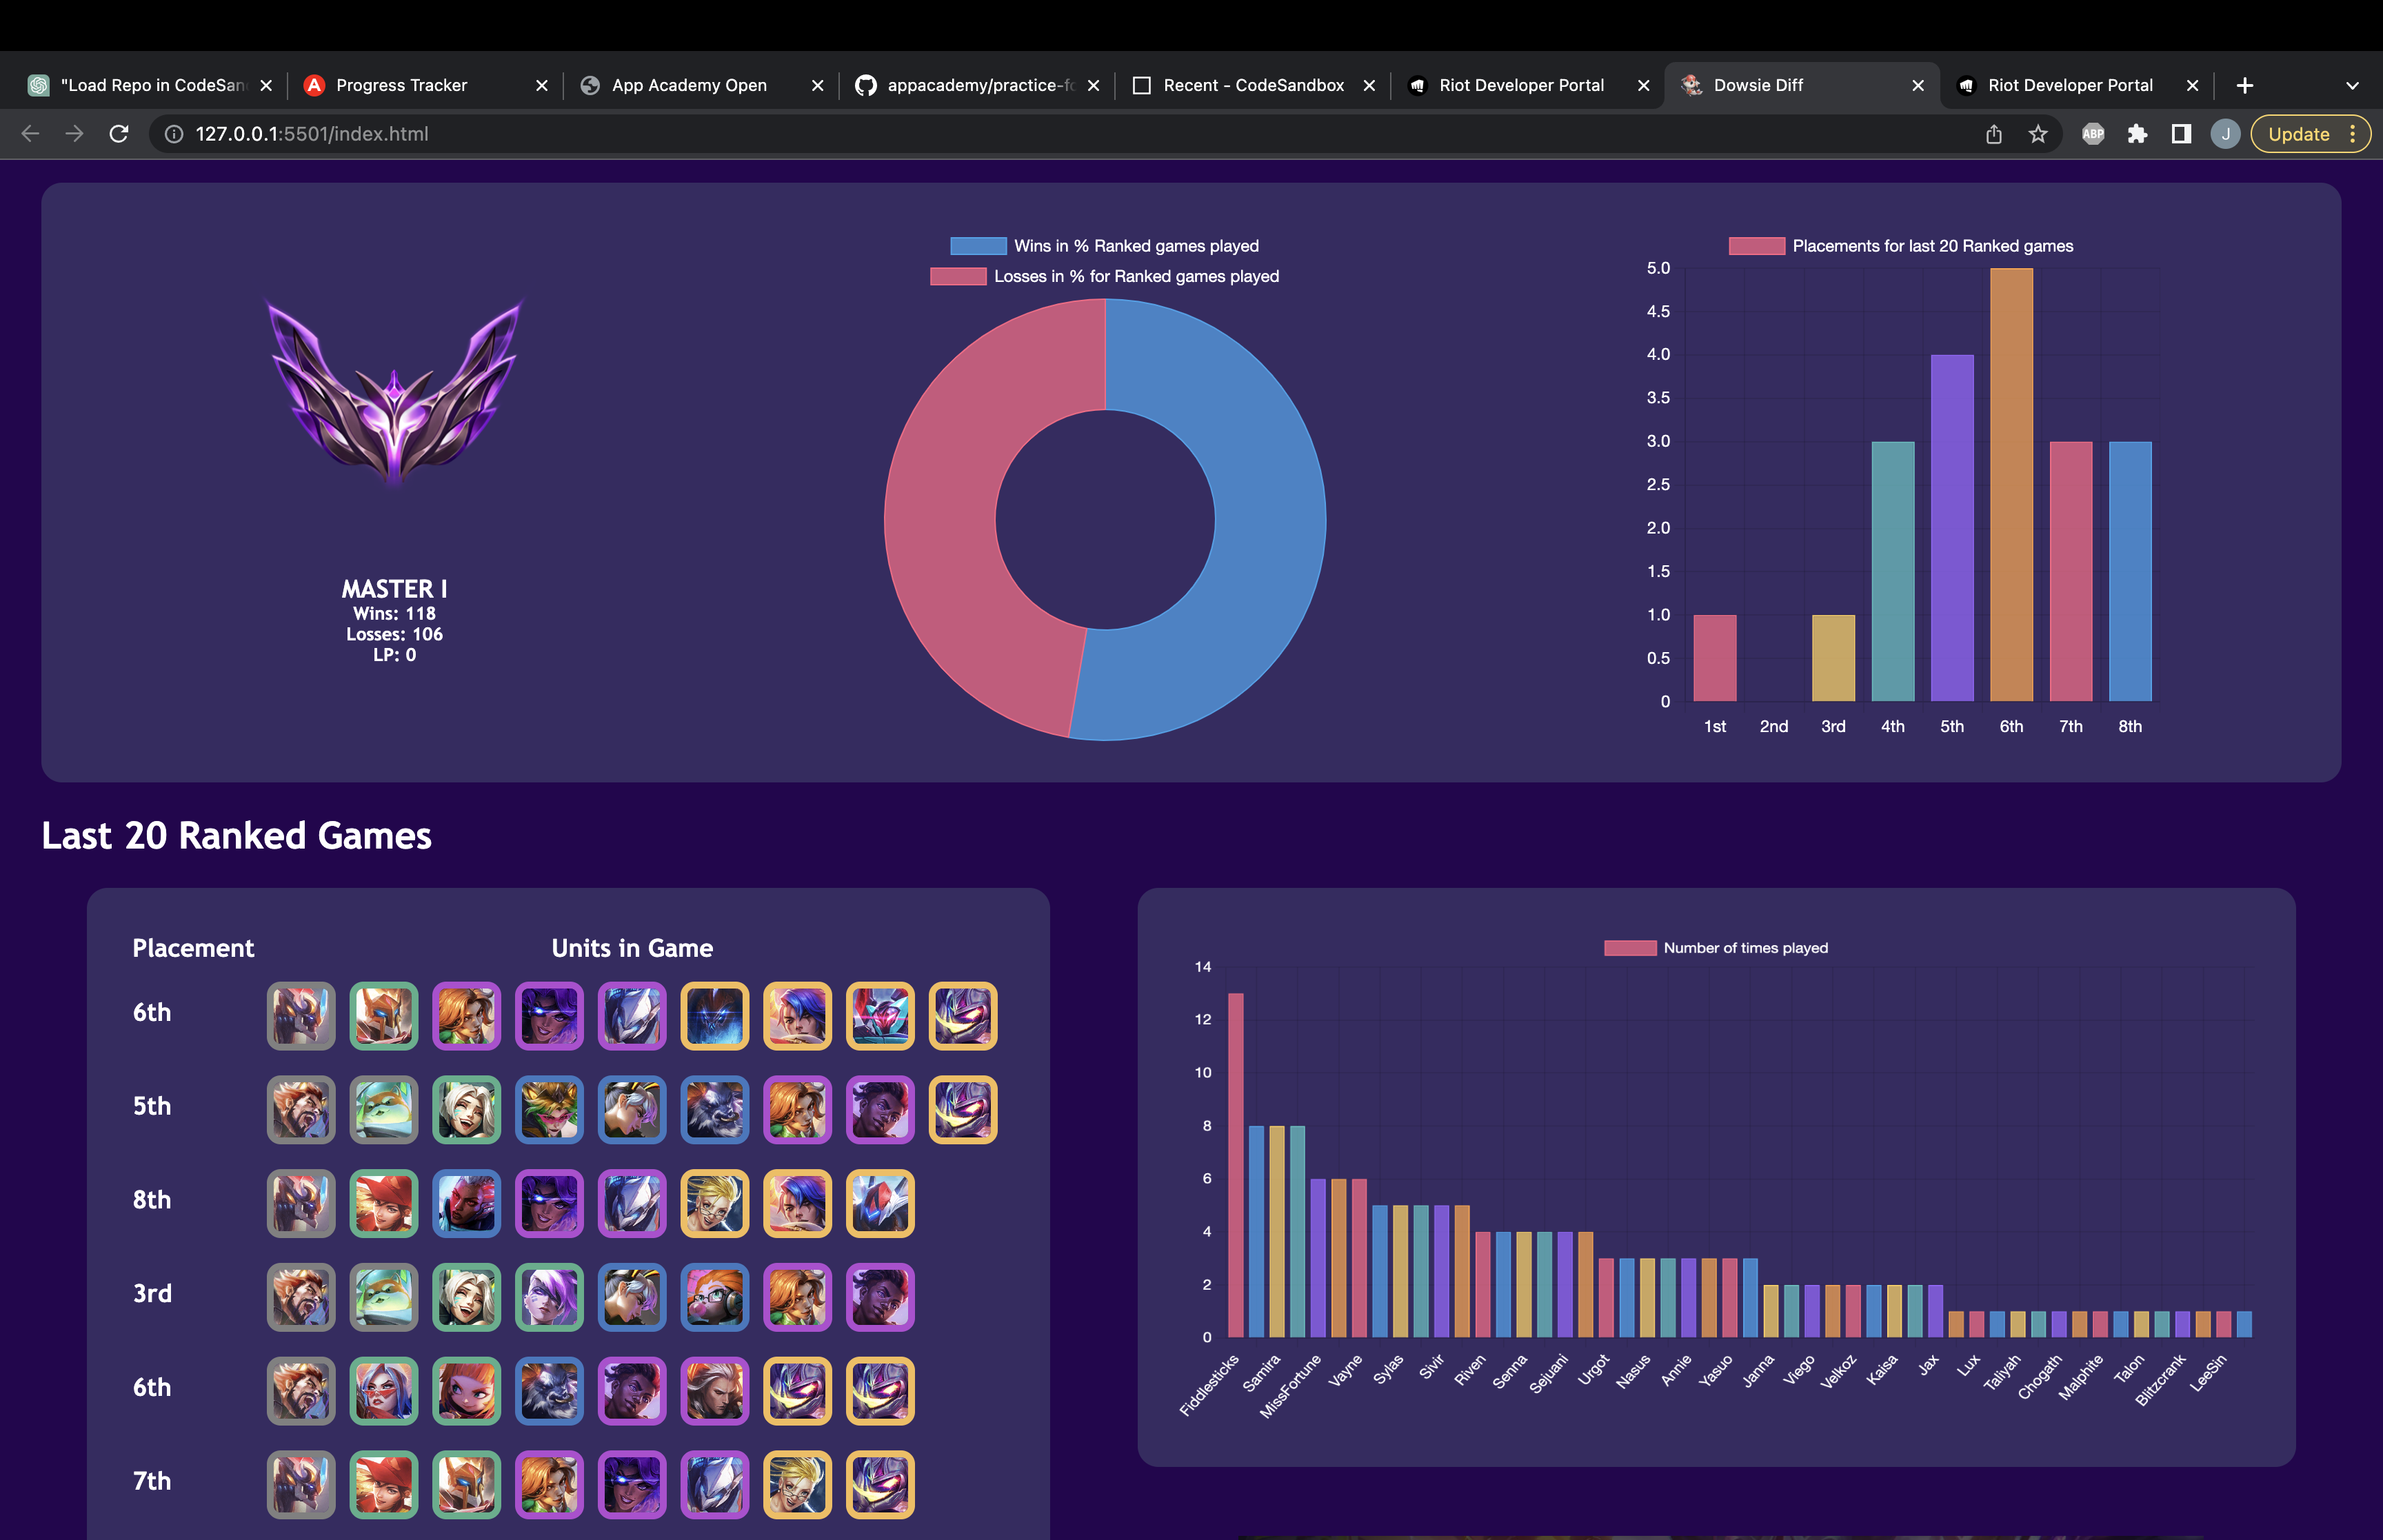 "Load Repo in CodeSan
Progress Tracker
App Academy Open
appacademy/practice-fo
Recent - CodeSandbox
Riot Developer Portal
Dowsie Diff
Riot Developer Portal
127.0.0.1:5501/index.html
ABP
J
Update
MASTER I
Wins: 118
Losses: 106
LP: 0
Wins in % Ranked games played
Losses in % for Ranked games played
Placements for last 20 Ranked games
5.0
4.5
4.0
3.5
3.0
2.5
2.0
1.5
1.0
0.5
0
1st 2nd 3rd 4th 5th 6th 7th 8th
Last 20 Ranked Games
Placement Units in Game
6th
5th
8th
3rd
6th
7th
Number of times played
14
12
10
8
6
4
2
0
Fiddlesticks Samira MissFortune Vayne Sylas Sivir Riven Senna Sejuani Urgot Nasus Annie Yasuo Janna Viego Velkoz Kaisa Jax Lux Taliyah Chogath Malphite Talon Blitzcrank LeeSin